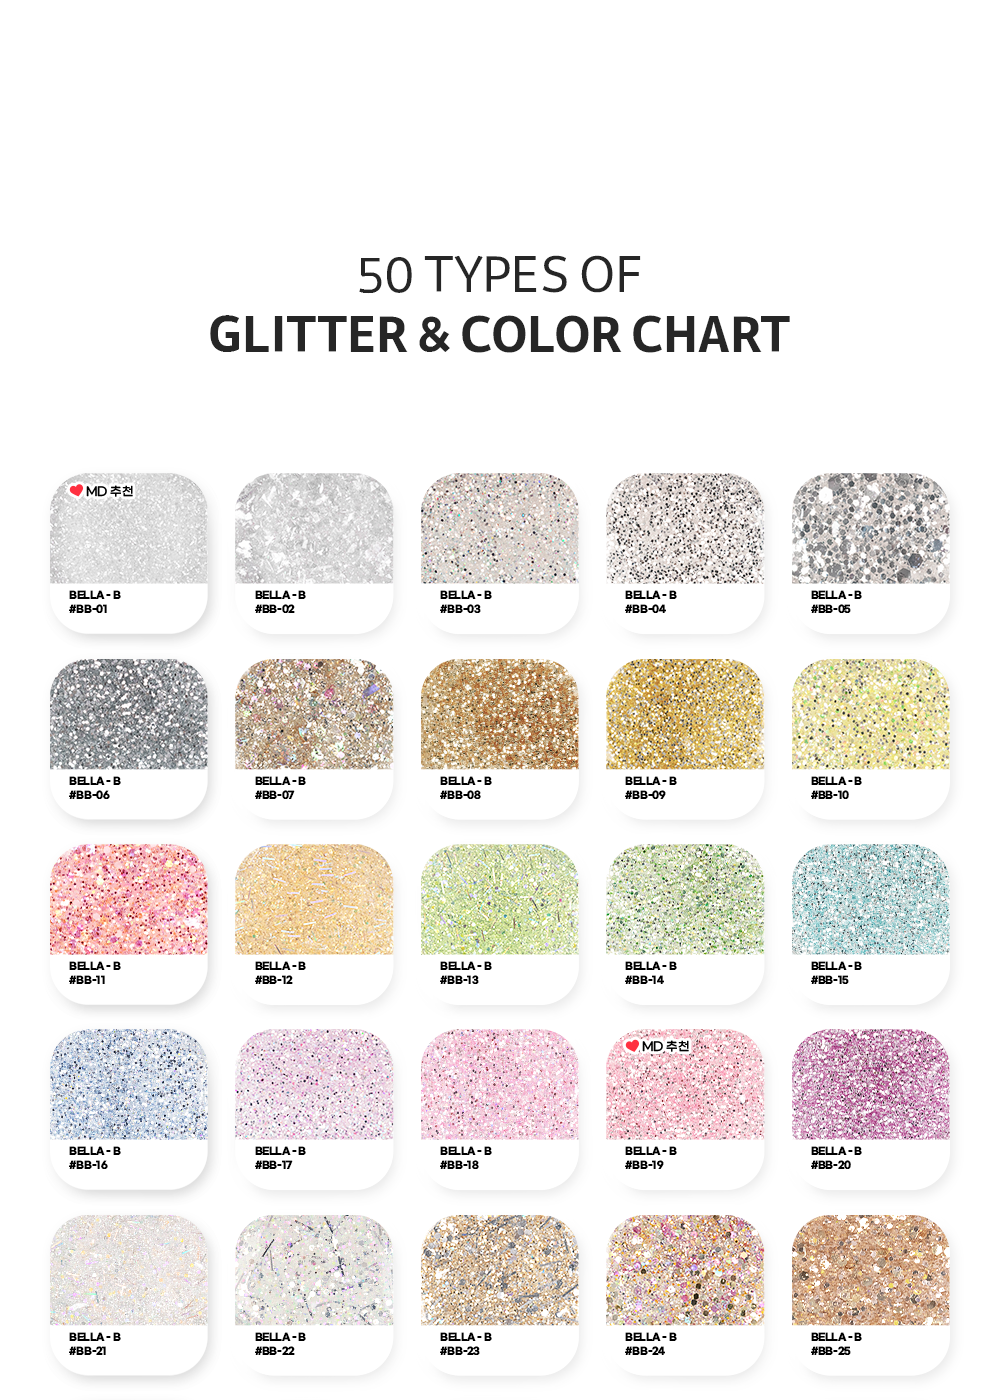 50 TYPES OF
GLITTER & COLOR CHART
MD 추천
BELLA - B
#BB-01
BELLA - B
#BB-02
BELLA - B
#BB-03
BELLA - B
#BB-04
BELLA - B
#BB-05
BELLA - B
#BB-06
BELLA - B
#BB-07
BELLA - B
#BB-08
BELLA - B
#BB-09
BELLA - B
#BB-10
BELLA - B
#BB-11
BELLA - B
#BB-12
BELLA - B
#BB-13
BELLA - B
#BB-14
BELLA - B
#BB-15
BELLA - B
#BB-16
BELLA - B
#BB-17
BELLA - B
#BB-18
MD 추천
BELLA - B
#BB-19
BELLA - B
#BB-20
BELLA - B
#BB-21
BELLA - B
#BB-22
BELLA - B
#BB-23
BELLA - B
#BB-24
BELLA - B
#BB-25